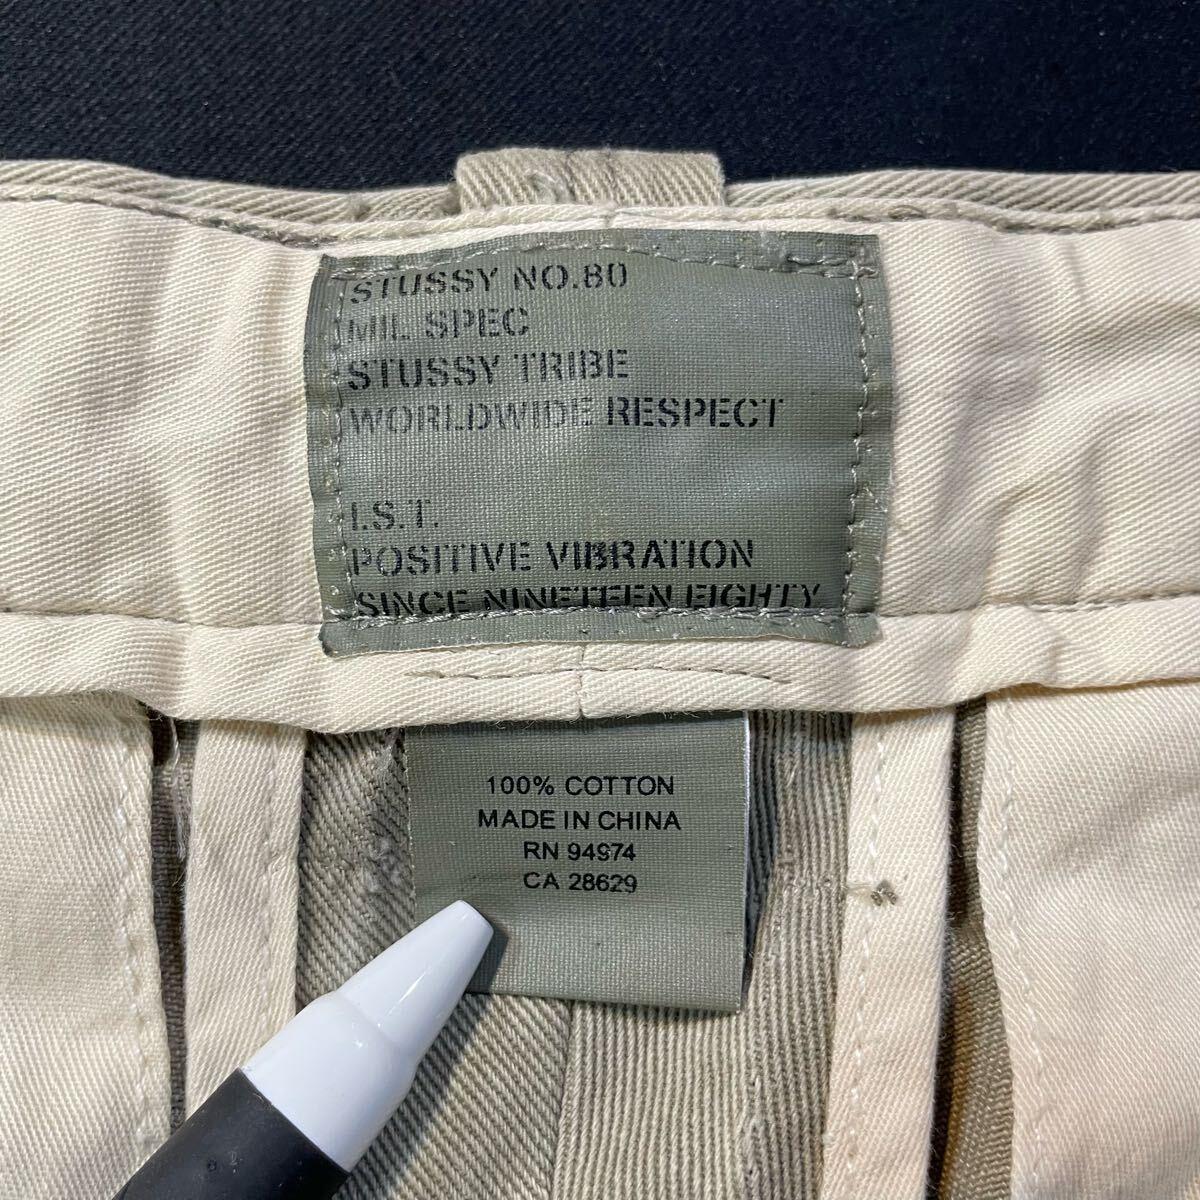 STUSSY NO.80
MIL SPEC
STUSSY TRIBE
WORLDWIDE RESPECT
I.S.T.
POSITIVE VIBRATION
SINCE NINETEEN EIGHTY
100% COTTON
MADE IN CHINA
RN 94974
CA 28629